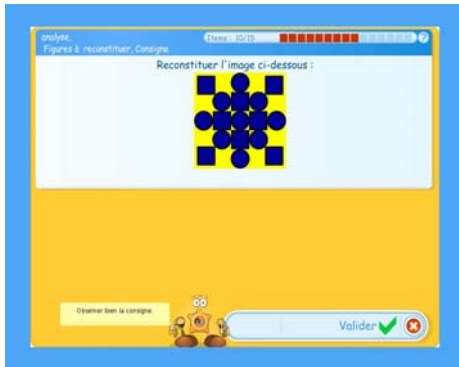 analyse,
Figures à reconstituer, Consigne
Items : 10/15
?
Reconstituer l'image ci-dessous :
Observer bien la consigne.
Valider